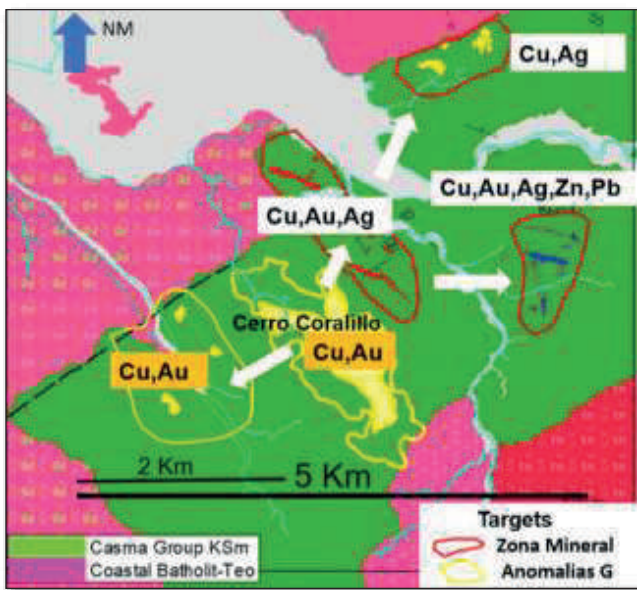 NM
Cu,Ag
Cu,Au,Ag,Zn,Pb
Cu,Au,Ag
Cerro Coralillo
Cu,Au
Cu,Au
2 Km
5 Km
Targets
Casma Group KSm
Zona Mineral
Coastal Batholit-Teo
Anomalias G